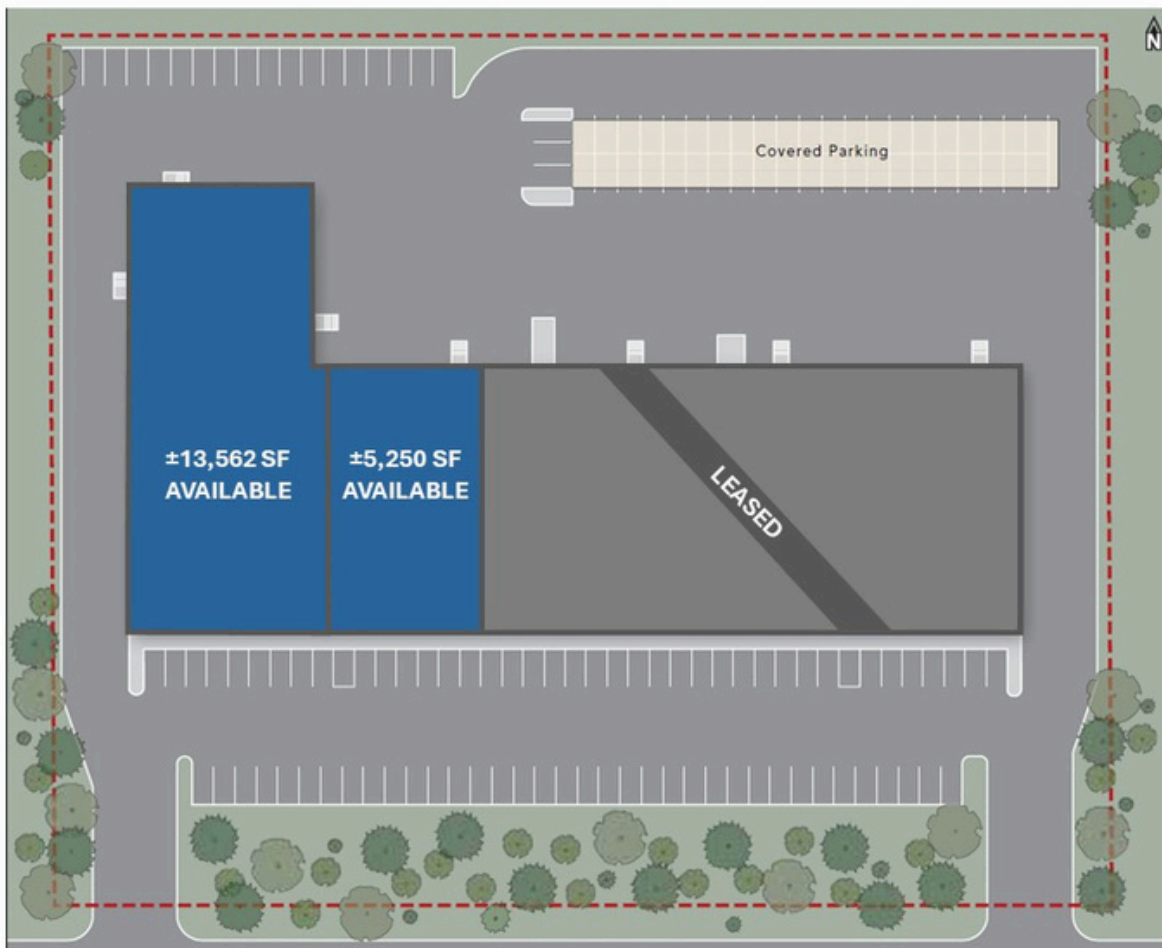 N
Covered Parking
±13,562 SF
AVAILABLE
±5,250 SF
AVAILABLE
LEASED